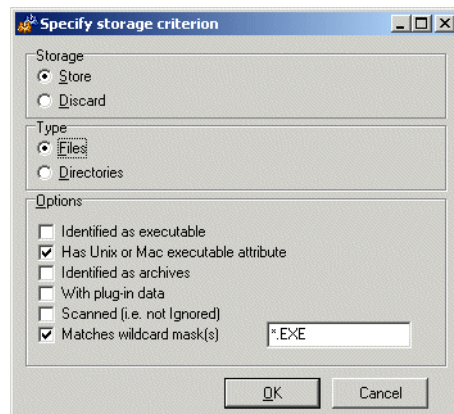 Specify storage criterion
Storage
Store
Discard
Type
Files
Directories
Options
Identified as executable
Has Unix or Mac executable attribute
Identified as archives
With plug-in data
Scanned (i.e. not Ignored)
Matches wildcard mask(s) *.EXE
OK Cancel